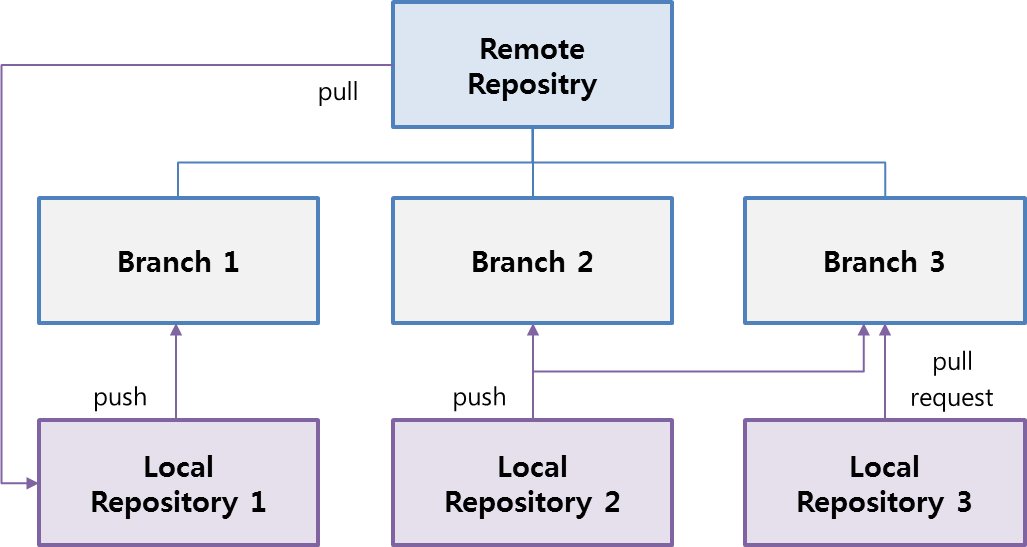 Remote
Repositry
pull
Branch 1
Branch 2
Branch 3
push
push
pull
request
Local
Repository 1
Local
Repository 2
Local
Repository 3